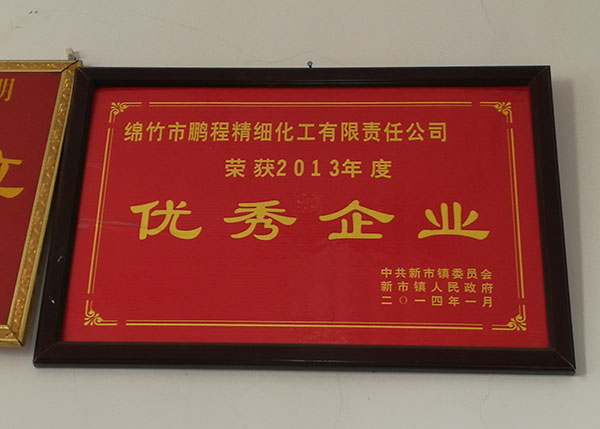 绵竹市鹏程精细化工有限责任公司
荣获2013年度
优秀企业
中共新市镇委员会
新市镇人民政府
二〇一四年一月
明